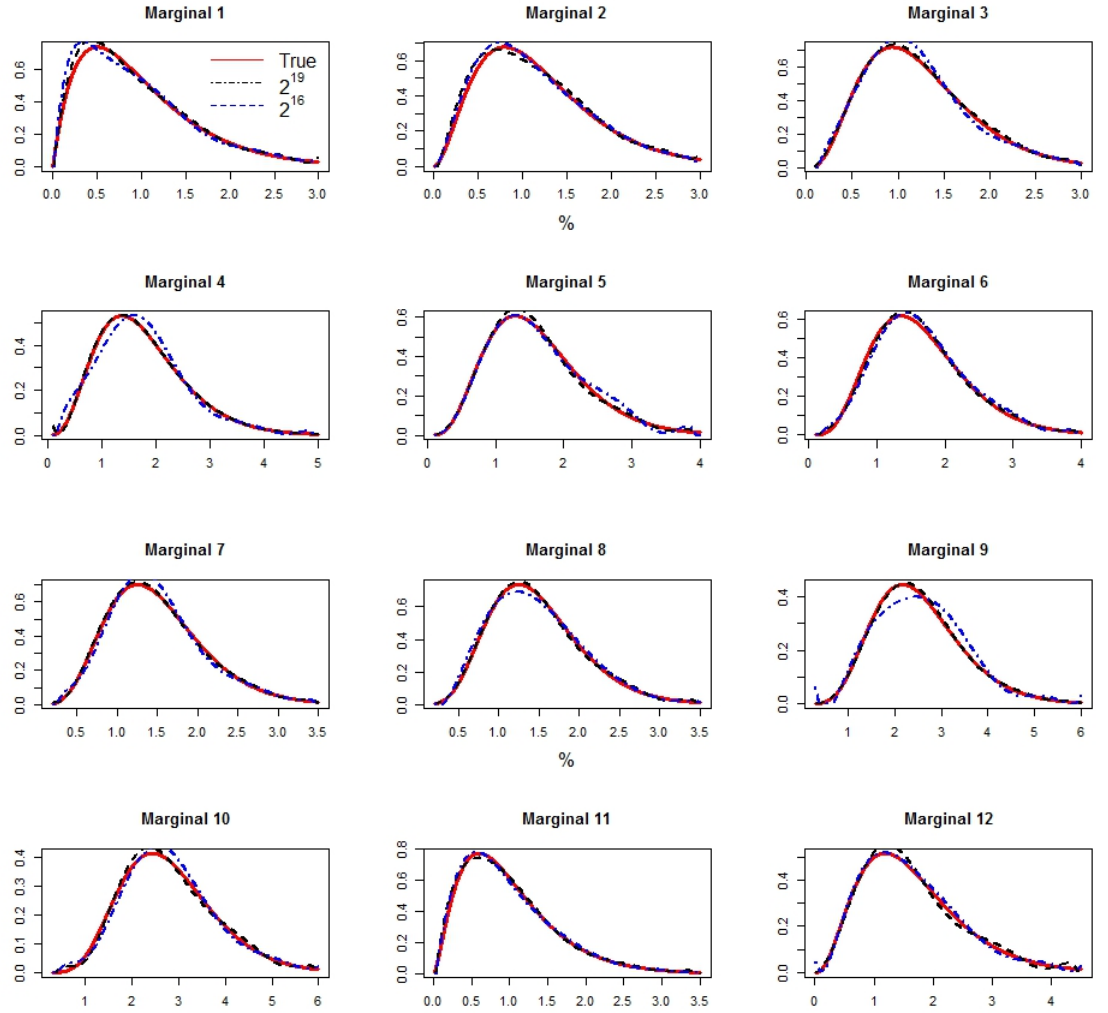 Marginal 1 Marginal 2 Marginal 3
0.0 0.2 0.4 0.6
0.0 0.2 0.4 0.6
0.0 0.2 0.4 0.6
True
2^19
2^16
0.0 0.5 1.0 1.5 2.0 2.5 3.0
0.0 0.5 1.0 1.5 2.0 2.5 3.0
0.0 0.5 1.0 1.5 2.0 2.5 3.0
%
Marginal 4 Marginal 5 Marginal 6
0.0 0.2 0.4
0.0 0.2 0.4 0.6
0.0 0.2 0.4 0.6
0 1 2 3 4 5
0 1 2 3 4
0 1 2 3 4
Marginal 7 Marginal 8 Marginal 9
0.0 0.2 0.4 0.6
0.0 0.2 0.4 0.6
0.0 0.2 0.4
0.5 1.0 1.5 2.0 2.5 3.0 3.5
0.5 1.0 1.5 2.0 2.5 3.0 3.5
1 2 3 4 5 6
%
Marginal 10 Marginal 11 Marginal 12
0.0 0.1 0.2 0.3 0.4
0.0 0.2 0.4 0.6 0.8
0.0 0.2 0.4
1 2 3 4 5 6
0.0 0.5 1.0 1.5 2.0 2.5 3.0 3.5
0 1 2 3 4